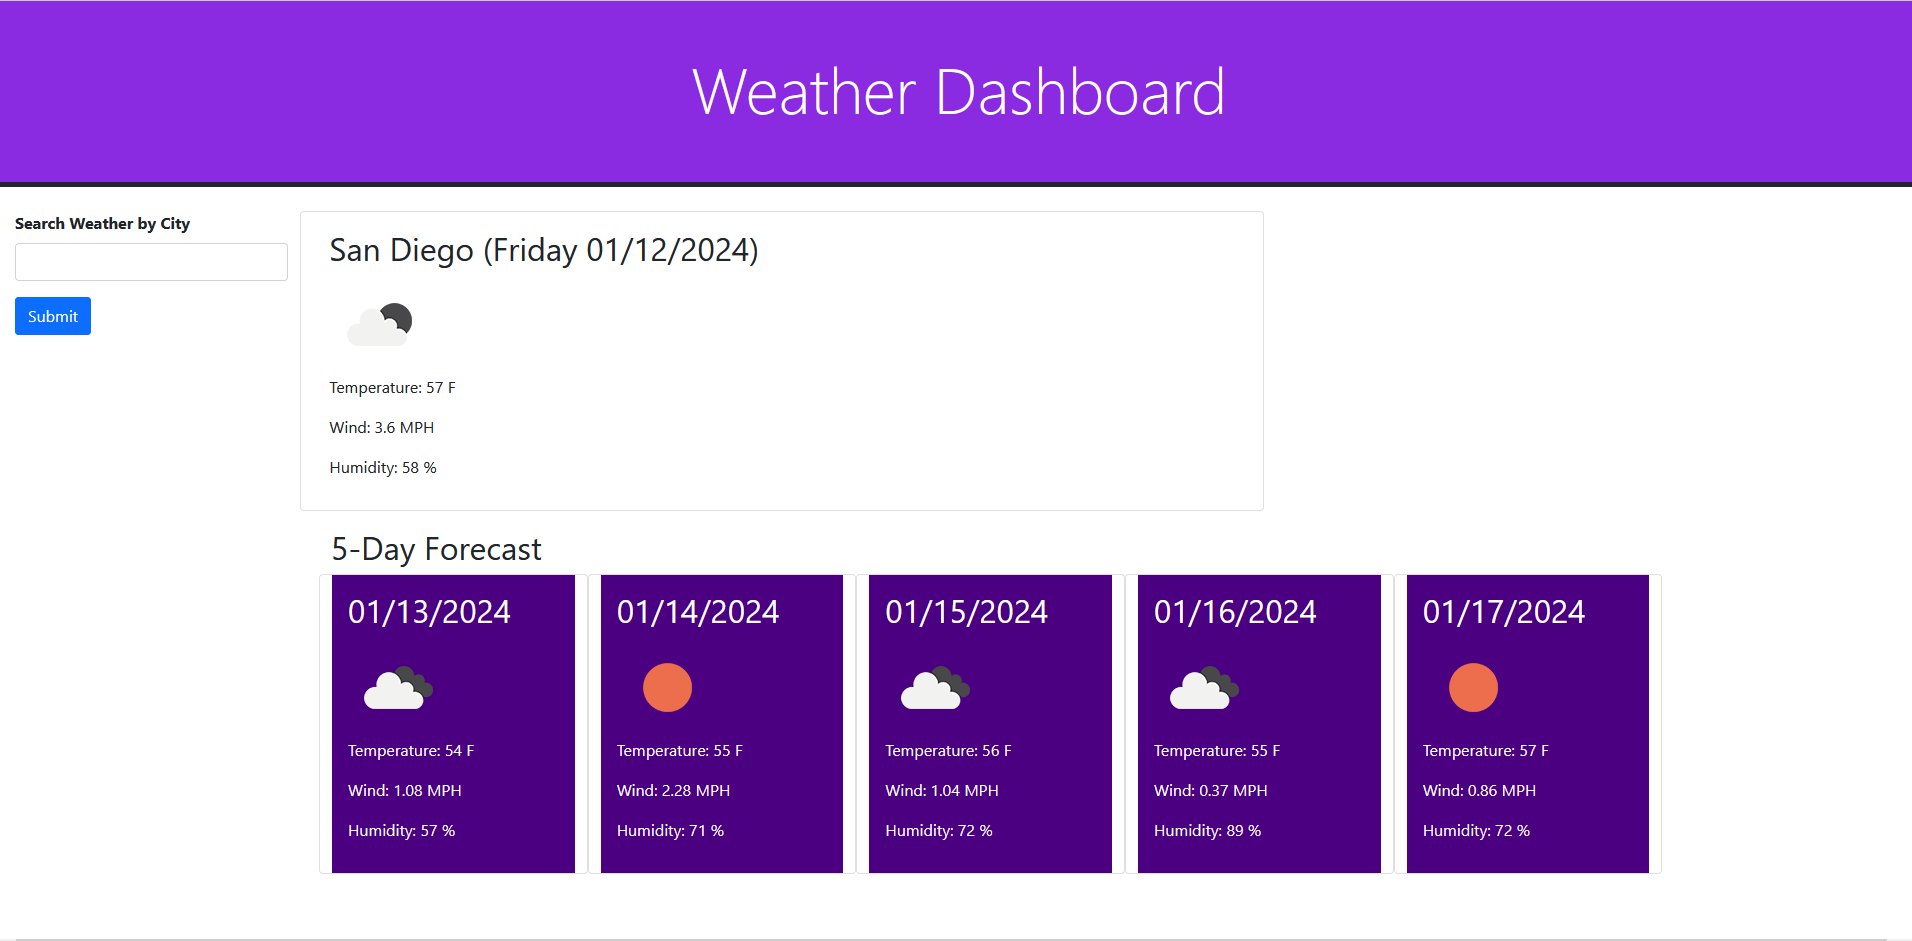 Weather Dashboard
Search Weather by City
Submit
San Diego (Friday 01/12/2024)
Temperature: 57 F
Wind: 3.6 MPH
Humidity: 58 %
5-Day Forecast
01/13/2024
Temperature: 54 F
Wind: 1.08 MPH
Humidity: 57 %
01/14/2024
Temperature: 55 F
Wind: 2.28 MPH
Humidity: 71 %
01/15/2024
Temperature: 56 F
Wind: 1.04 MPH
Humidity: 72 %
01/16/2024
Temperature: 55 F
Wind: 0.37 MPH
Humidity: 89 %
01/17/2024
Temperature: 57 F
Wind: 0.86 MPH
Humidity: 72 %